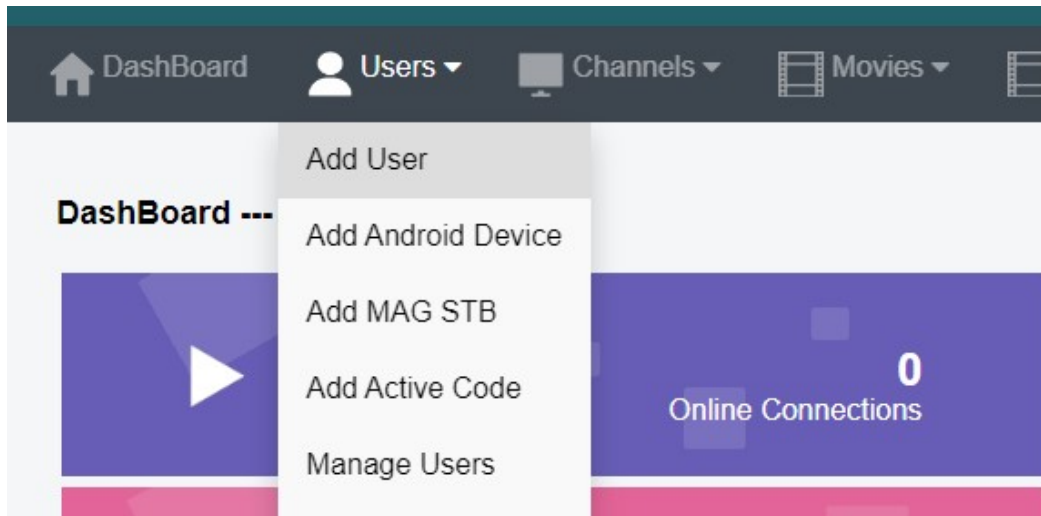 DashBoard Users Channels Movies
Add User
DashBoard ---
Add Android Device
Add MAG STB
Add Active Code
Manage Users
0
Online Connections